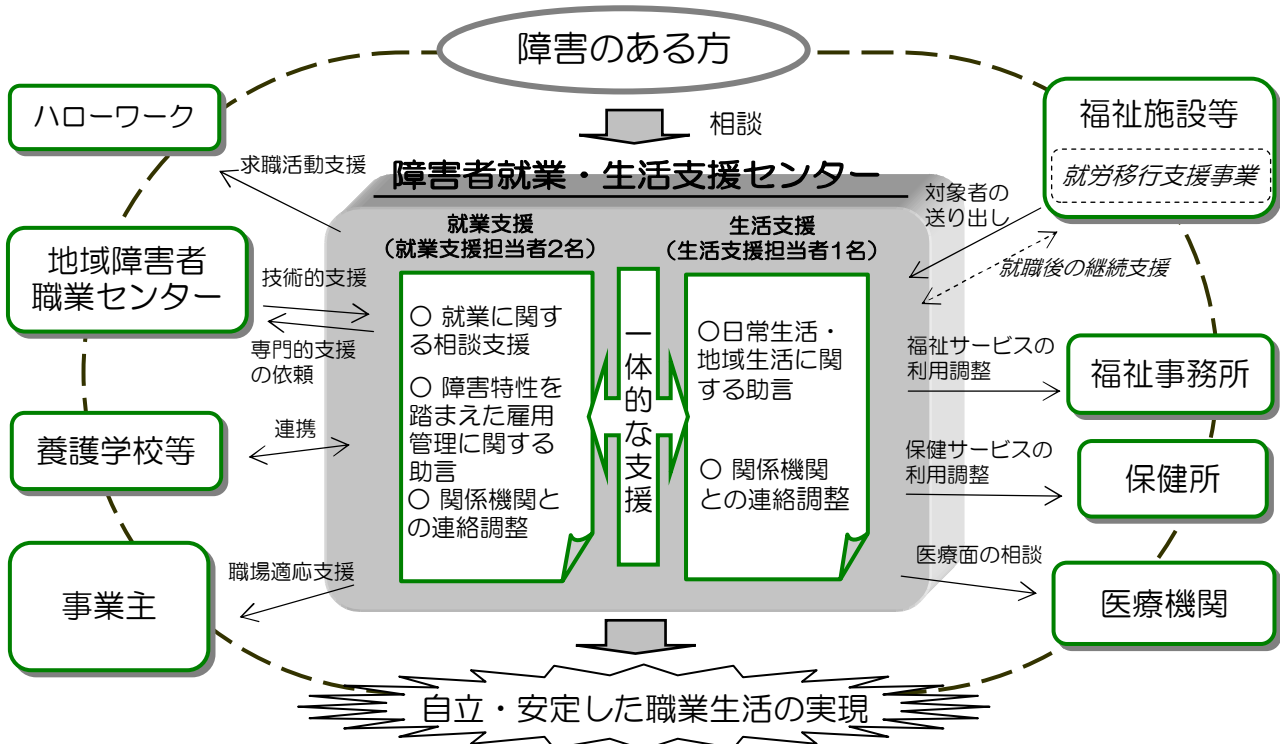 障害のある方
相談
ハローワーク
求職活動支援
地域障害者
職業センター
技術的支援
専門的支援
の依頼
養護学校等
連携
事業主
職場適応支援
障害者就業・生活支援センター
就業支援
(就業支援担当者2名)
〇 就業に関す
る相談支援
〇 障害特性を
踏まえた雇用
管理に関する
助言
〇 関係機関と
の連絡調整
一体的な支援
生活支援
(生活支援担当者1名)
〇日常生活・
地域生活に関
する助言
〇 関係機関
との連絡調整
福祉施設等
就労移行支援事業
対象者の
送り出し
就職後の継続支援
福祉サービスの
利用調整
福祉事務所
保健サービスの
利用調整
保健所
医療面の相談
医療機関
自立・安定した職業生活の実現